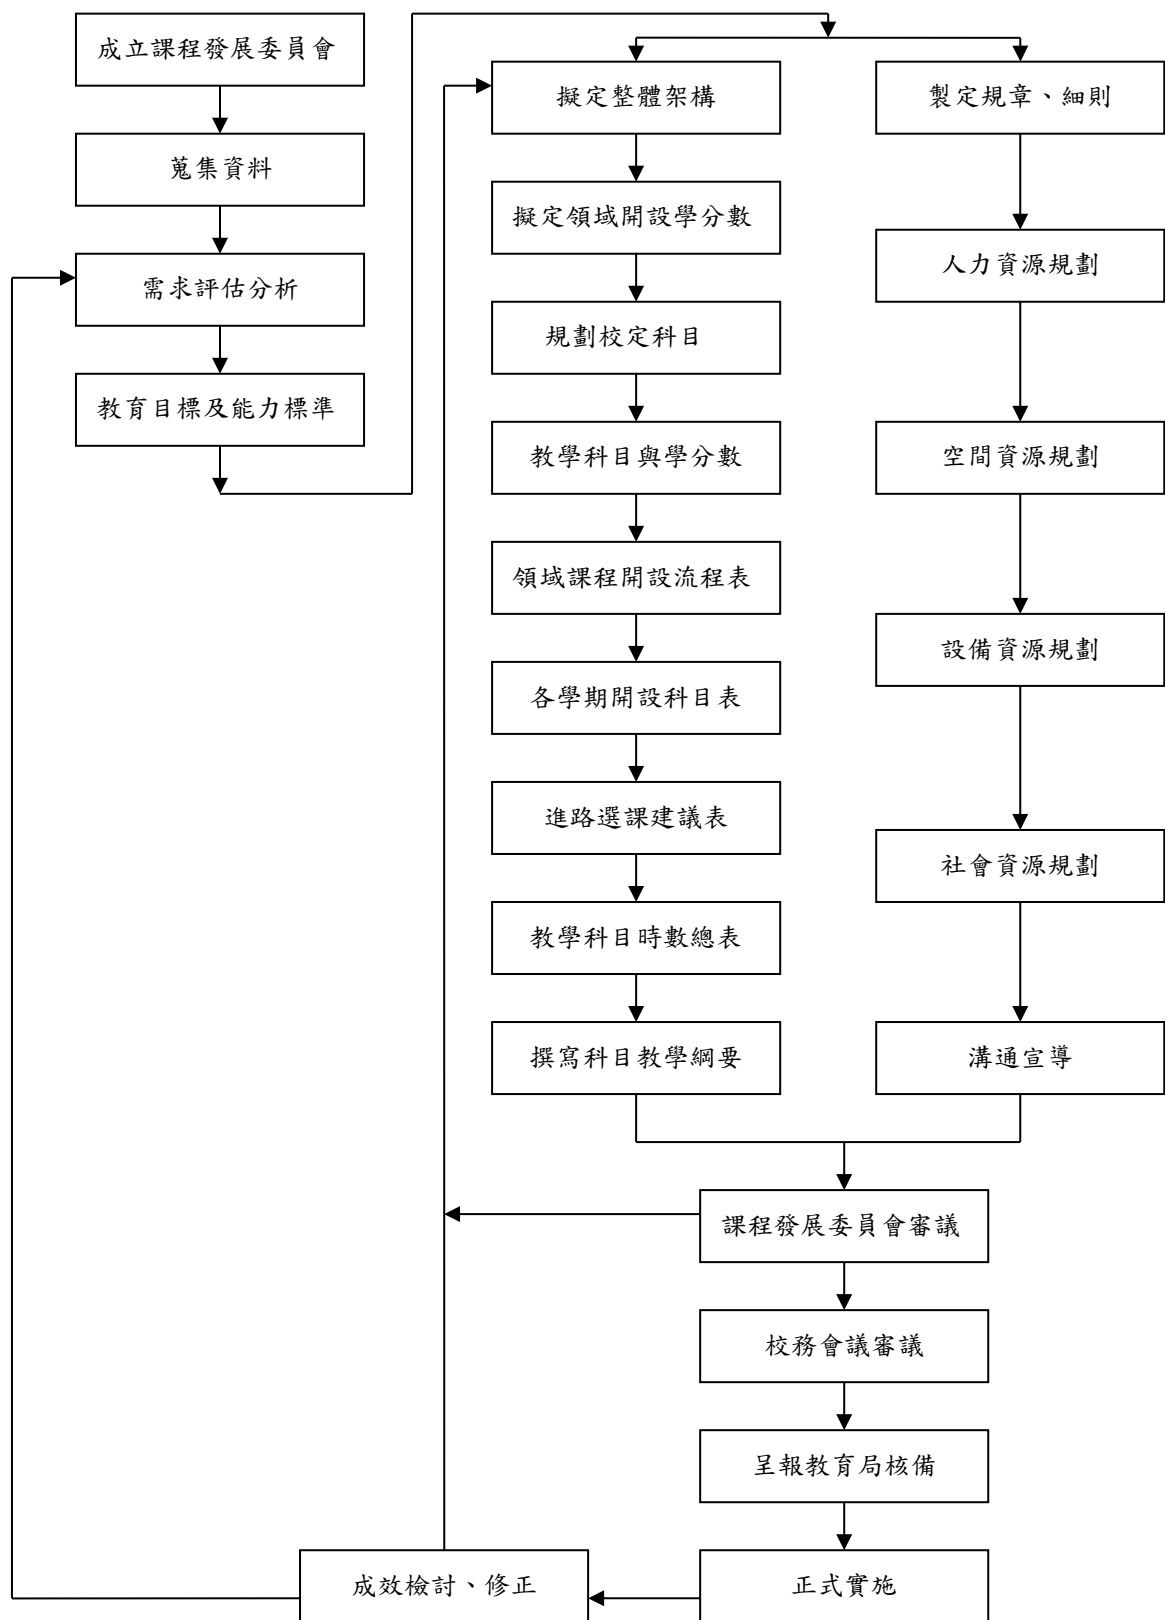 成立課程發展委員會
蒐集資料
需求評估分析
教育目標及能力標準
擬定整體架構
擬定領域開設學分數
規劃校定科目
教學科目與學分數
領域課程開設流程表
各學期開設科目表
進路選課建議表
教學科目時數總表
撰寫科目教學綱要
製定規章、細則
人力資源規劃
空間資源規劃
設備資源規劃
社會資源規劃
溝通宣導
課程發展委員會審議
校務會議審議
呈報教育局核備
正式實施
成效檢討、修正